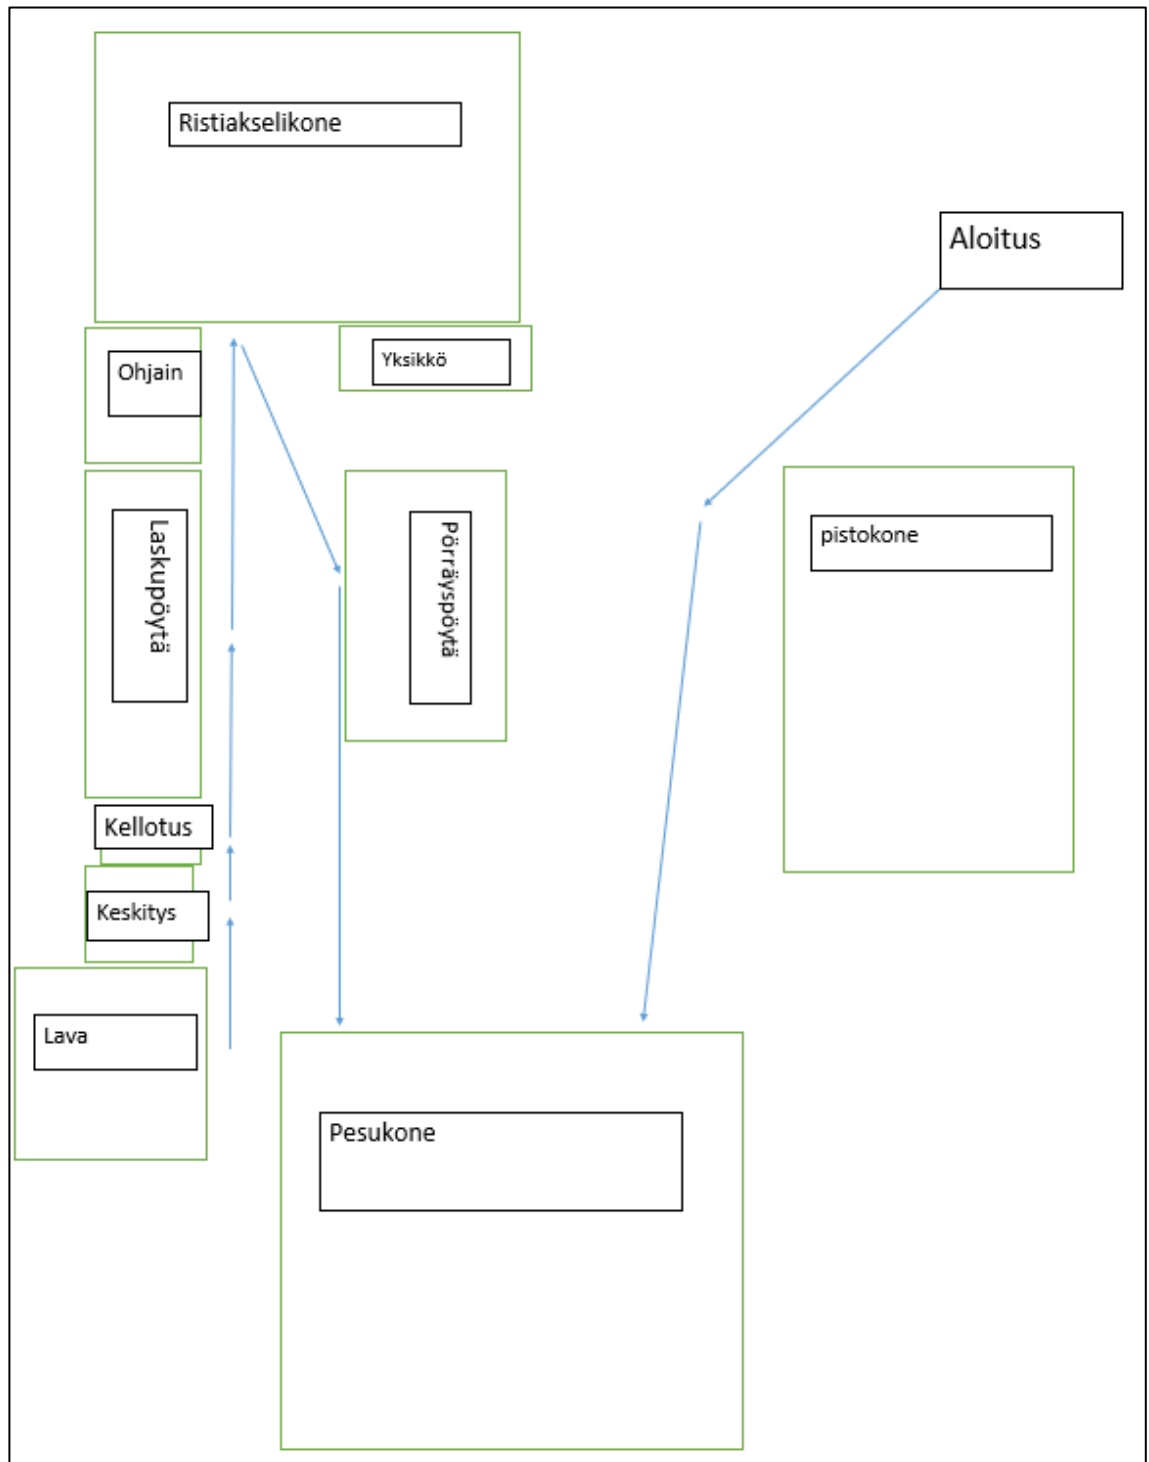 Ristiakselikone
Aloitus
Ohjain
Yksikkö
Laskupöytä
Pörräyspöytä
pistokone
Kellotus
Keskitys
Lava
Pesukone